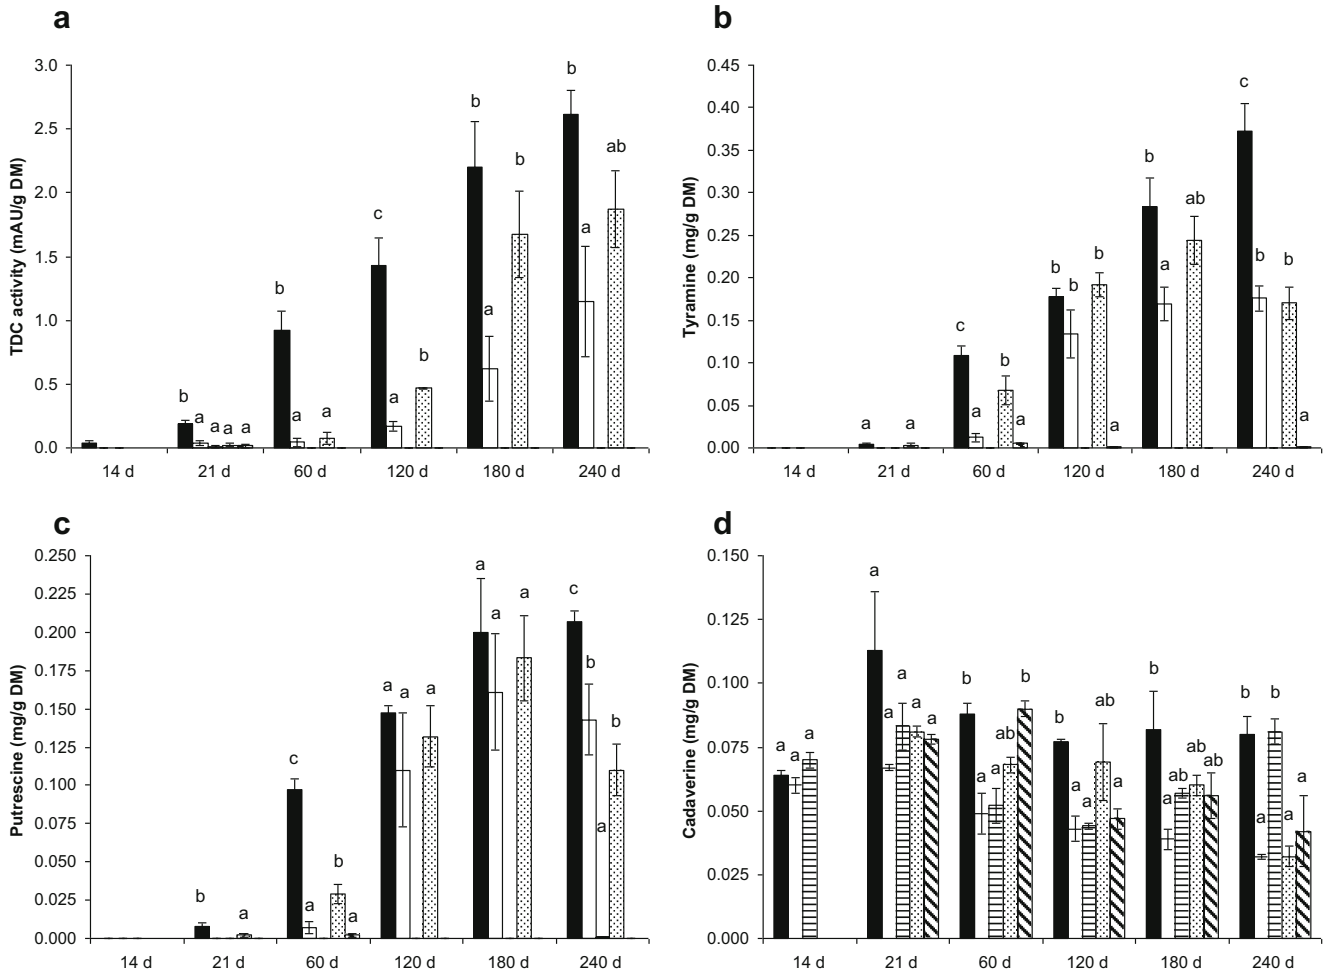 a
TDC activity (mAU/g DM)
3.0
2.5
2.0
1.5
1.0
0.5
0.0
b a a a a
b a a
c a b
b a b
b a ab
14 d 21 d 60 d 120 d 180 d 240 d
b
Tyramine (mg/g DM)
0.45
0.40
0.35
0.30
0.25
0.20
0.15
0.10
0.05
0.00
a a
c a b a
b b b a
b a ab
c b b a
14 d 21 d 60 d 120 d 180 d 240 d
c
Putrescine (mg/g DM)
0.250
0.225
0.200
0.175
0.150
0.125
0.100
0.075
0.050
0.025
0.000
b a
c a b a
a a a
a a a
c b a b
14 d 21 d 60 d 120 d 180 d 240 d
d
Cadaverine (mg/g DM)
0.150
0.125
0.100
0.075
0.050
0.025
0.000
a a a
a a a a a
b a a ab b
b a a ab a
b a ab ab ab
b a b a a
14 d 21 d 60 d 120 d 180 d 240 d